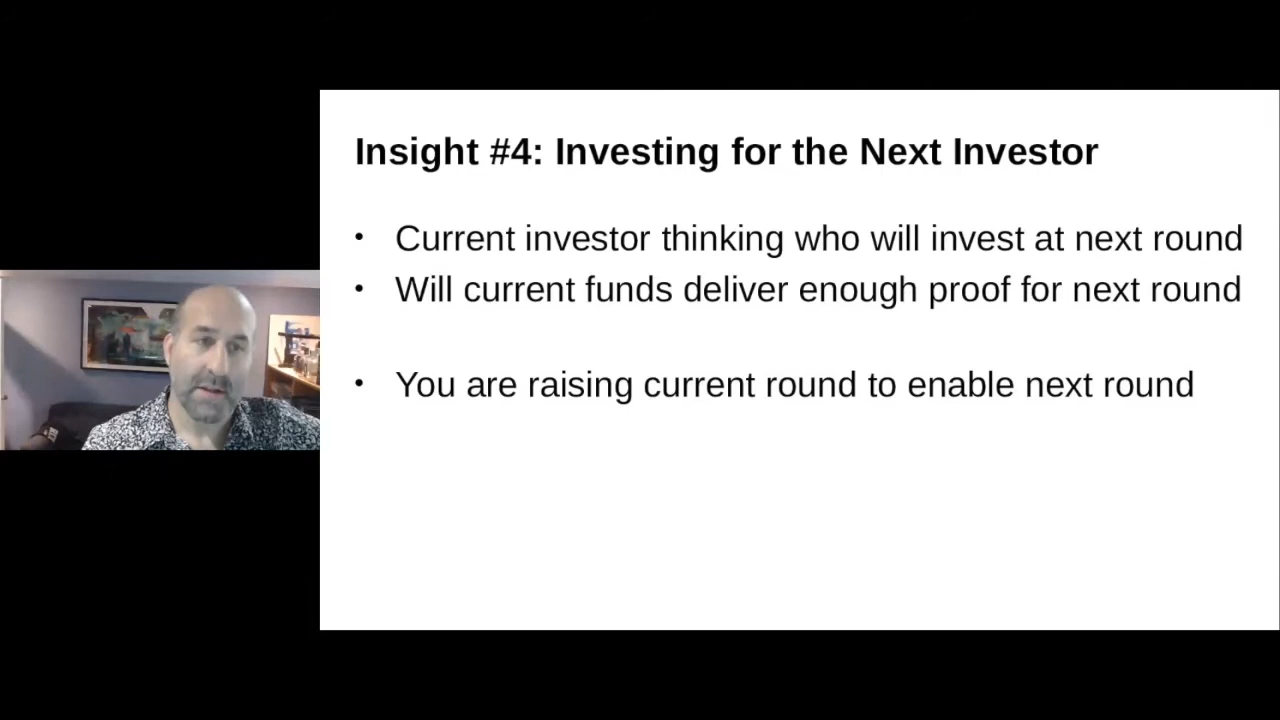 Insight #4: Investing for the Next Investor
• Current investor thinking who will invest at next round
• Will current funds deliver enough proof for next round
• You are raising current round to enable next round